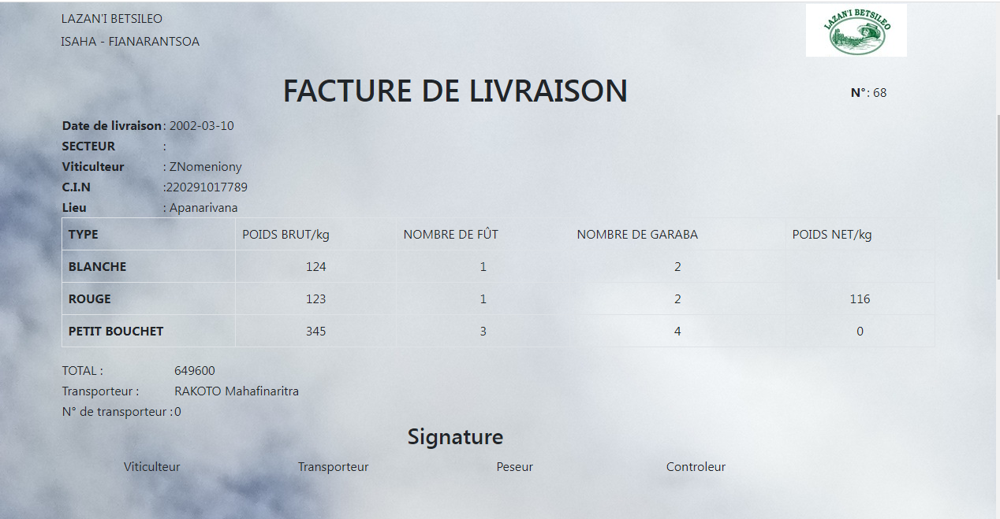 LAZAN'I BETSILEO
ISAHA - FIANARANTSOA
LAZAN'I BETSILEO
FACTURE DE LIVRAISON
N° : 68
Date de livraison : 2002-03-10
SECTEUR :
Viticulteur : ZNomeniony
C.I.N :220291017789
Lieu : Apanarivana
TYPE POIDS BRUT/kg NOMBRE DE FÛT NOMBRE DE GARABA POIDS NET/kg
BLANCHE 124 1 2
ROUGE 123 1 2 116
PETIT BOUCHET 345 3 4 0
TOTAL : 649600
Transporteur : RAKOTO Mahafinaritra
N° de transporteur : 0
Signature
Viticulteur Transporteur Peseur Controleur